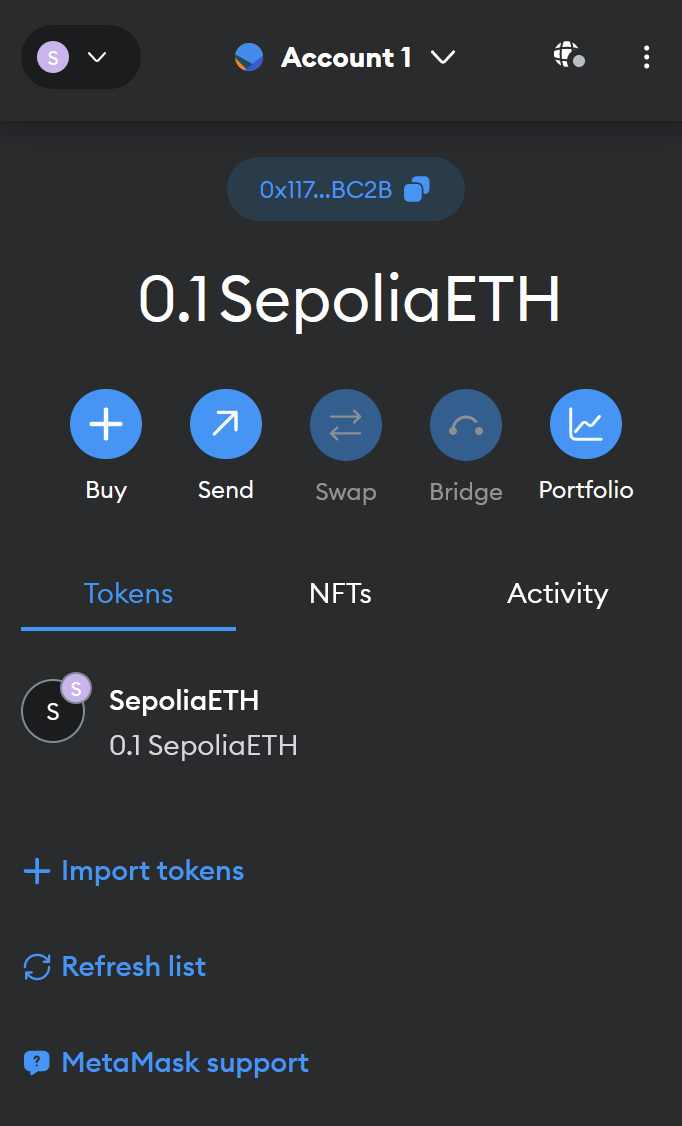 S
Account 1
0x117...BC2B
0.1 SepoliaETH
Buy Send Swap Bridge Portfolio
Tokens NFTs Activity
S
S
SepoliaETH
0.1 SepoliaETH
Import tokens
Refresh list
? MetaMask support